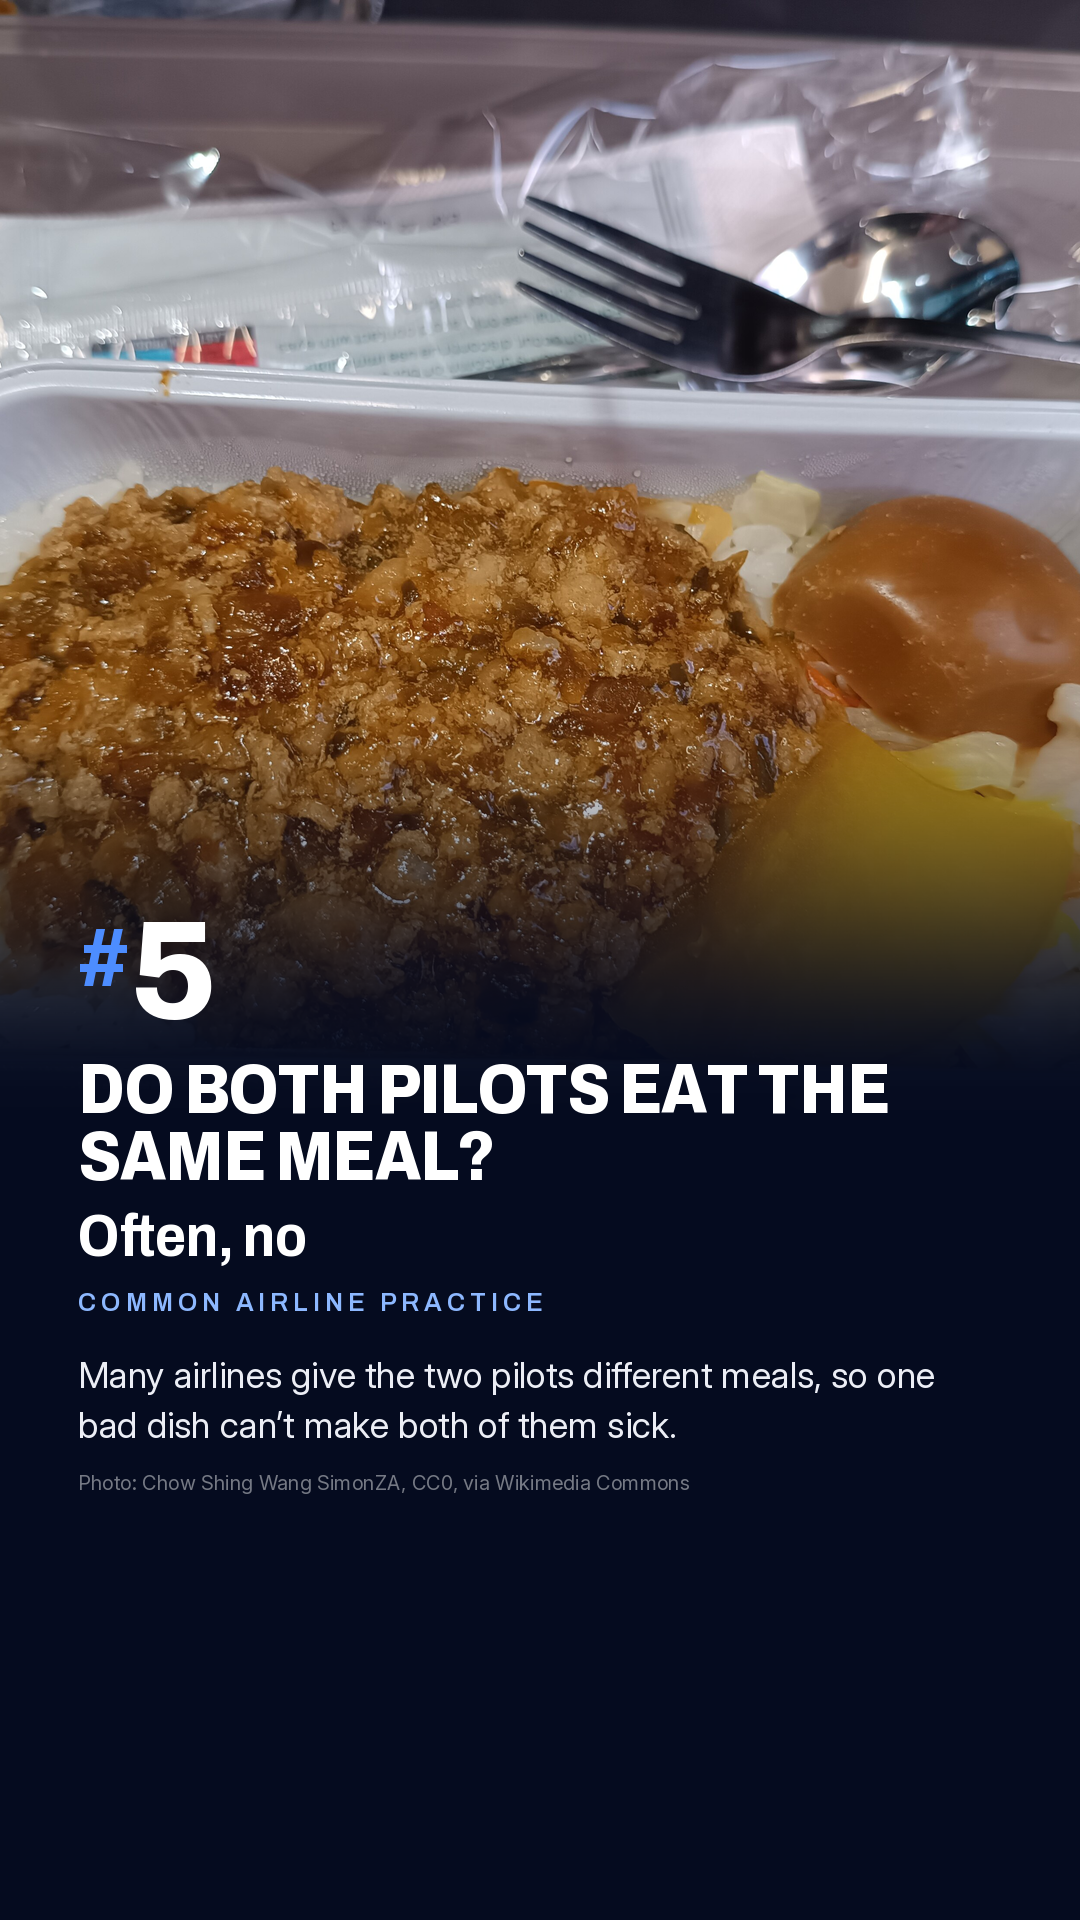 #5
DO BOTH PILOTS EAT THE
SAME MEAL?
Often, no
COMMON AIRLINE PRACTICE
Many airlines give the two pilots different meals, so one
bad dish can’t make both of them sick.
Photo: Chow Shing Wang SimonZA, CC0, via Wikimedia Commons